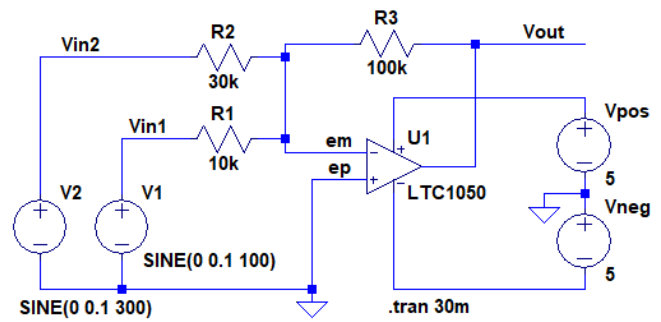 R3
R2
Vin2
Vout
30k
100k
R1
Vin1
U1
Vpos
em
10k
ep
LTC1050
5
V2
V1
Vneg
SINE(0 0.1 100)
5
SINE(0 0.1 300)
.tran 30m